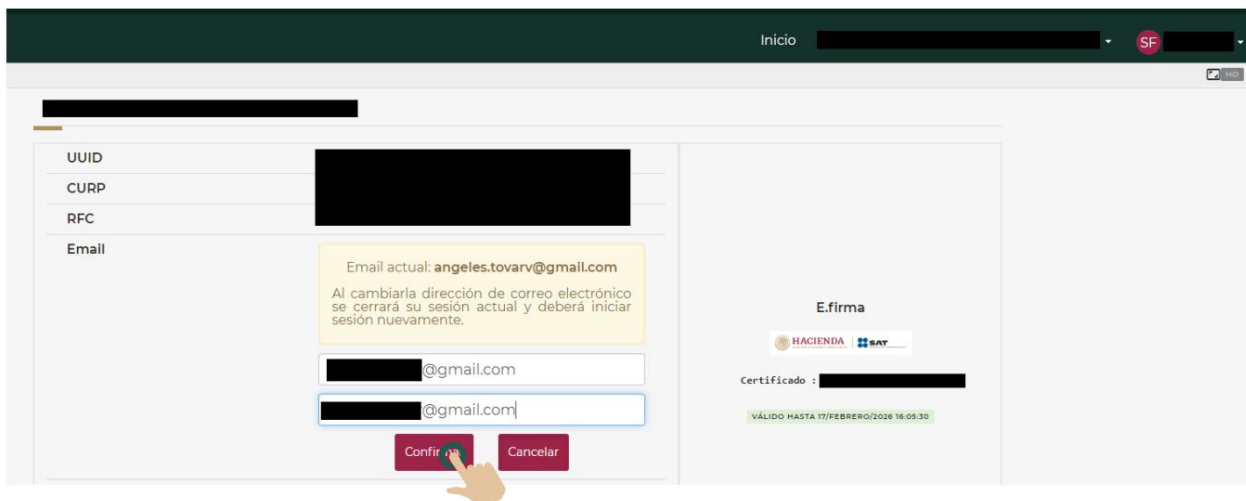 Inicio
SF
HD
UUID
CURP
RFC
Email
Email actual: angeles.tovarv@gmail.com
Al cambiarla dirección de correo electrónico
se cerrará su sesión actual y deberá iniciar
sesión nuevamente.
@gmail.com
@gmail.com
Cancelar
E.firma
HACIENDA SAT
Certificado :
VÁLIDO HASTA 17/FEBRERO/2026 16:05:30